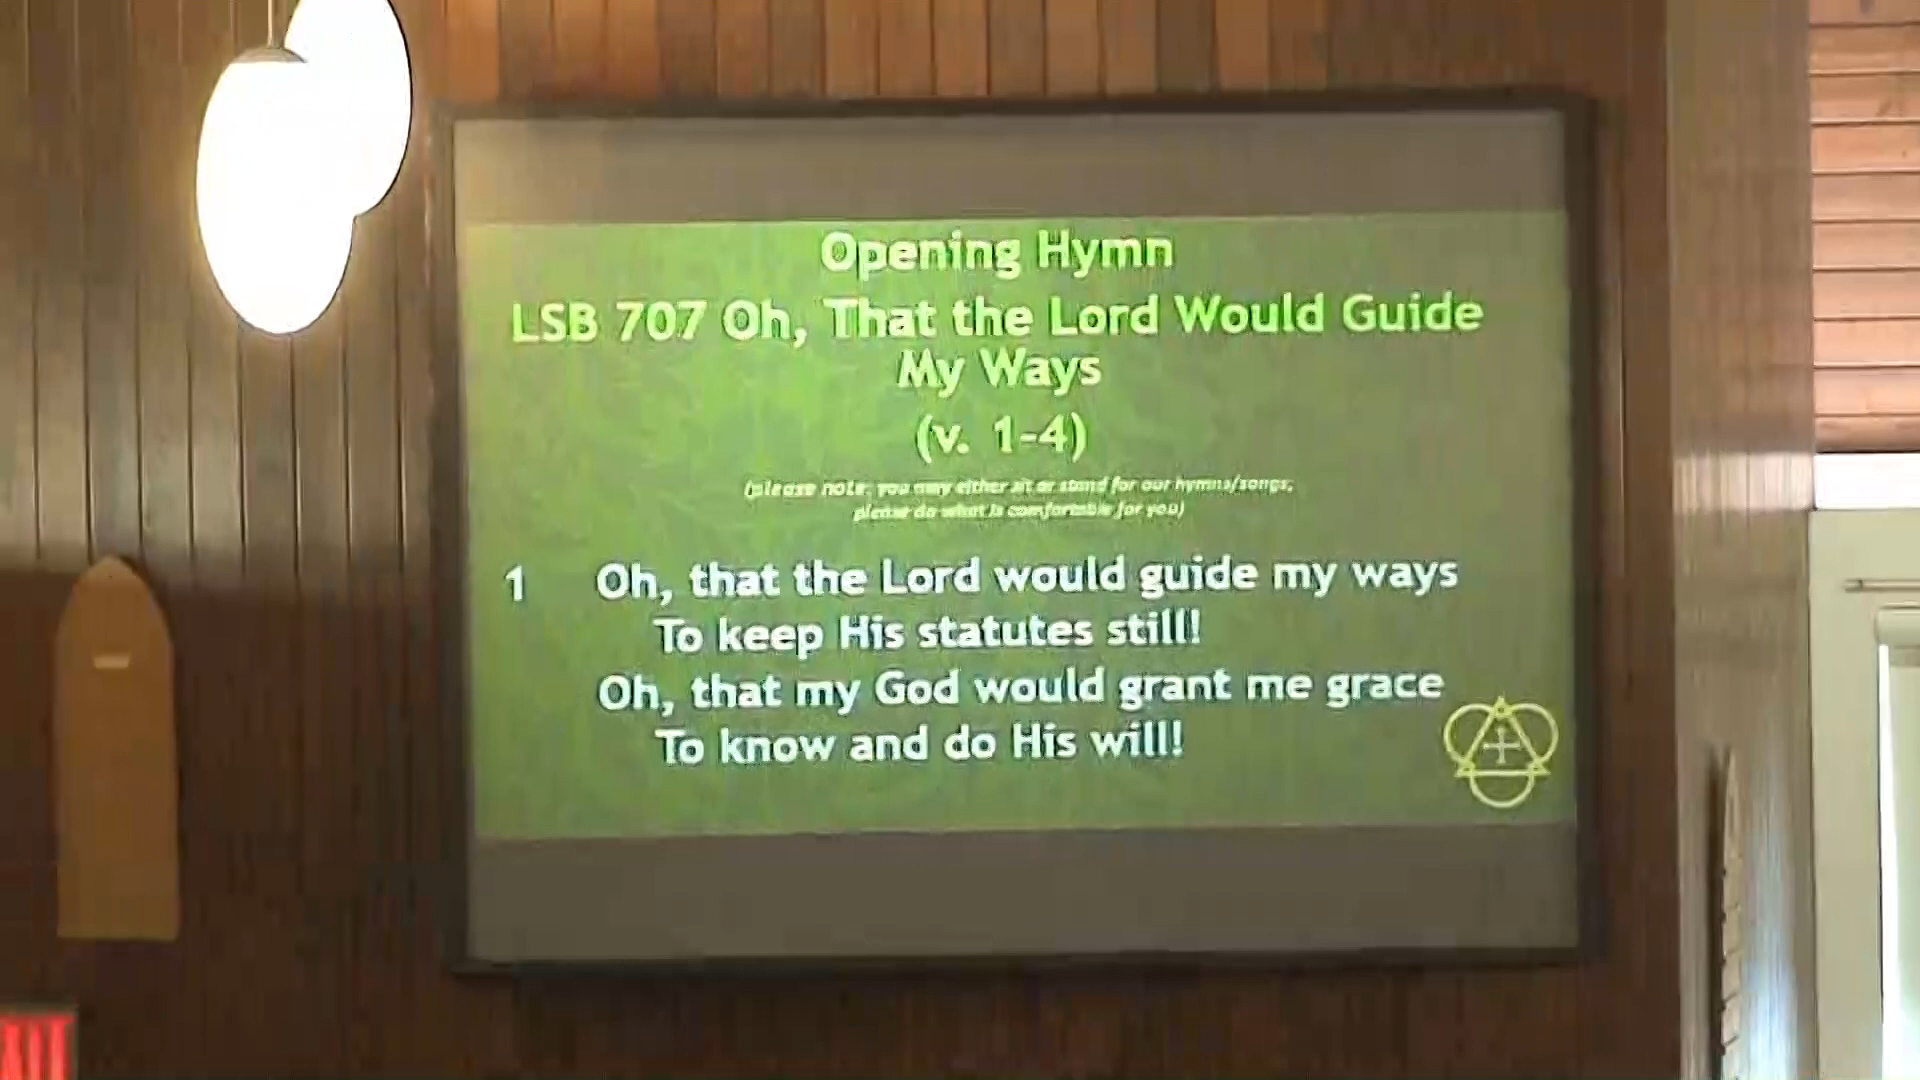 Opening Hymn
LSB 707 Oh, That the Lord Would Guide
My Ways
(v. 1-4)
(please note: you may either sit or stand for our hymns/songs,
please do what is comfortable for you)
1 Oh, that the Lord would guide my ways
To keep His statutes still!
Oh, that my God would grant me grace
To know and do His will!